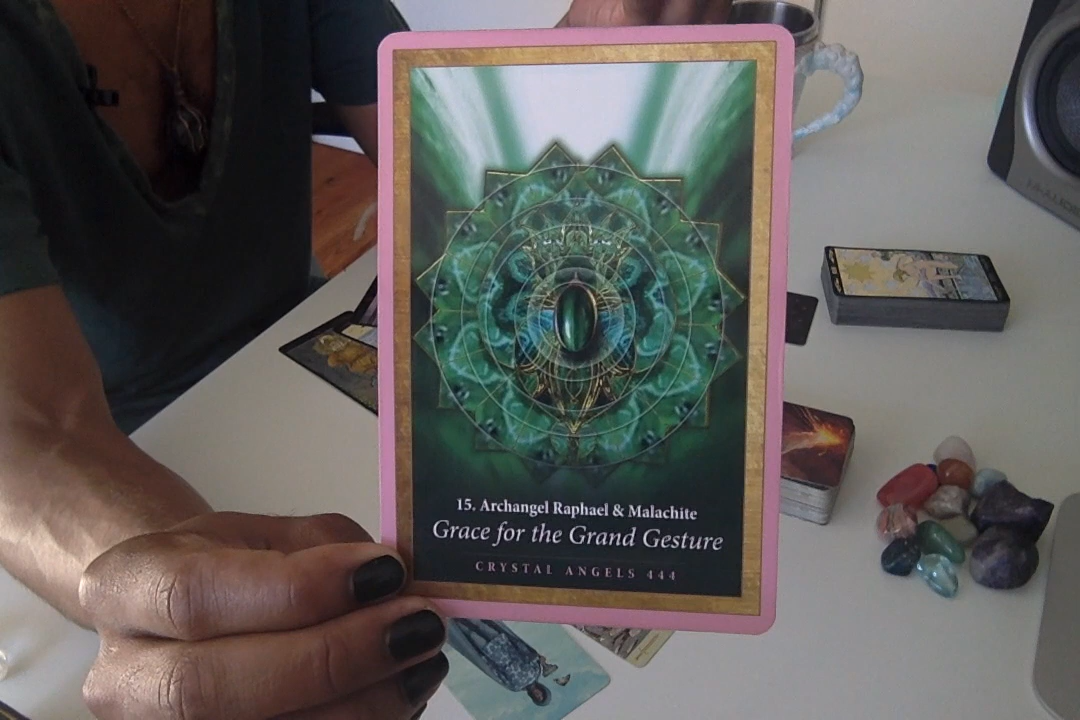 15. Archangel Raphael & Malachite
Grace for the Grand Gesture
CRYSTAL ANGELS 444